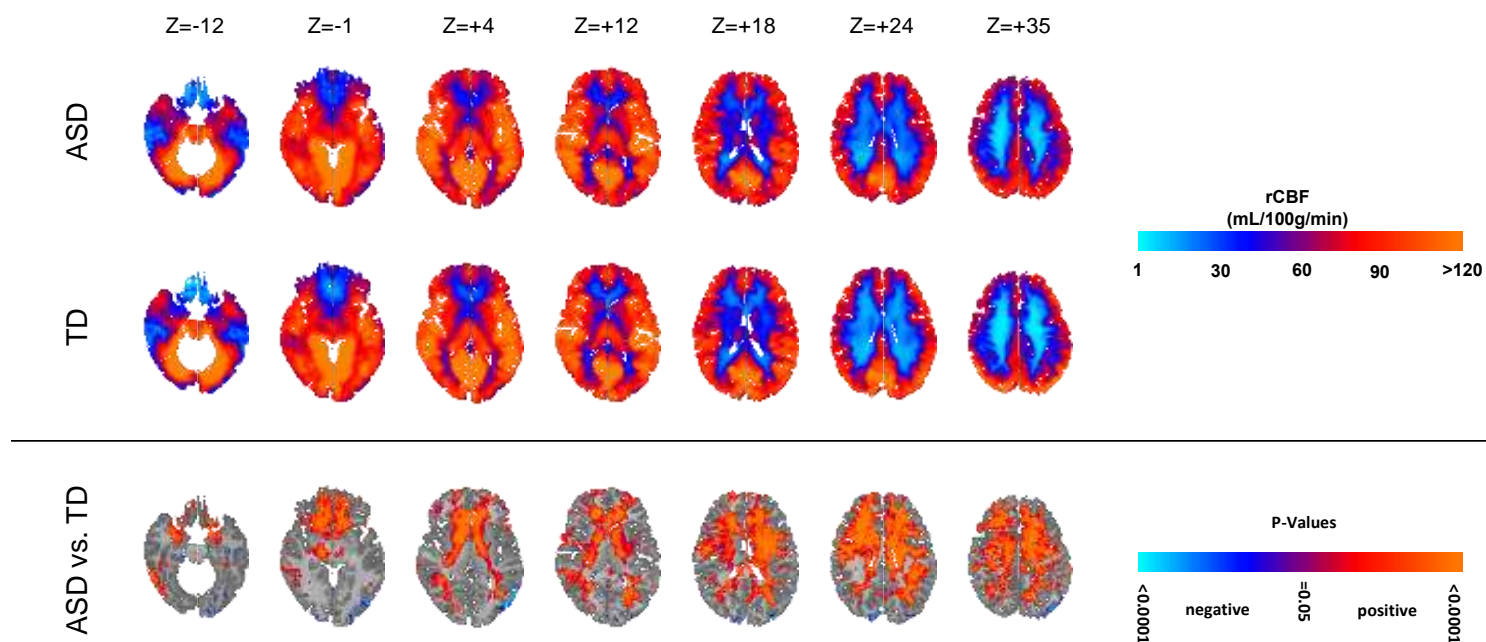 Z=-12 Z=-1 Z=+4 Z=+12 Z=+18 Z=+24 Z=+35
ASD
rCBF
(mL/100g/min)
1 30 60 90 >120
TD
ASD vs. TD
P-Values
<0.0001 negative =0.05 positive <0.0001